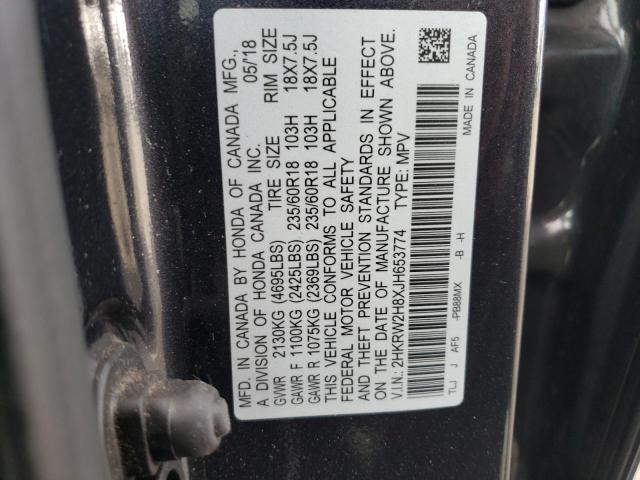 MFD. IN CANADA BY HONDA OF CANADA MFG.,
A DIVISION OF HONDA CANADA INC. 05/'18
GVWR 2130KG (4695LBS) TIRE SIZE RIM SIZE
GAWR F 1100KG (2425LBS) 235/60R18 103H 18X7.5J
GAWR R 1075KG (2369LBS) 235/60R18 103H 18X7.5J
THIS VEHICLE CONFORMS TO ALL APPLICABLE
FEDERAL MOTOR VEHICLE SAFETY
AND THEFT PREVENTION STANDARDS IN EFFECT
ON THE DATE OF MANUFACTURE SHOWN ABOVE.
V.I.N.: 2HKRW2H8XJH653774 TYPE: MPV
TLJ J AF5 -PB88MX -B -H MADE IN CANADA